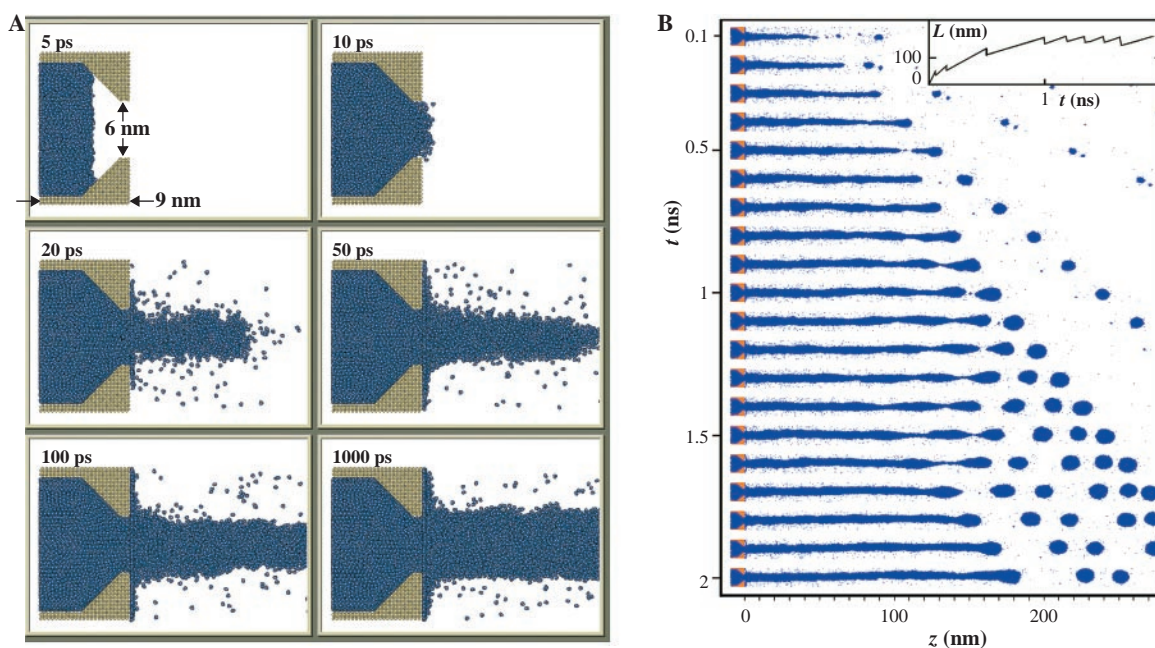 A
5 ps
6 nm
9 nm
10 ps
20 ps
50 ps
100 ps
1000 ps
B
L (nm)
100
0
1 t (ns)
0.1
0.5
1
1.5
2
t (ns)
0 100 200
z (nm)